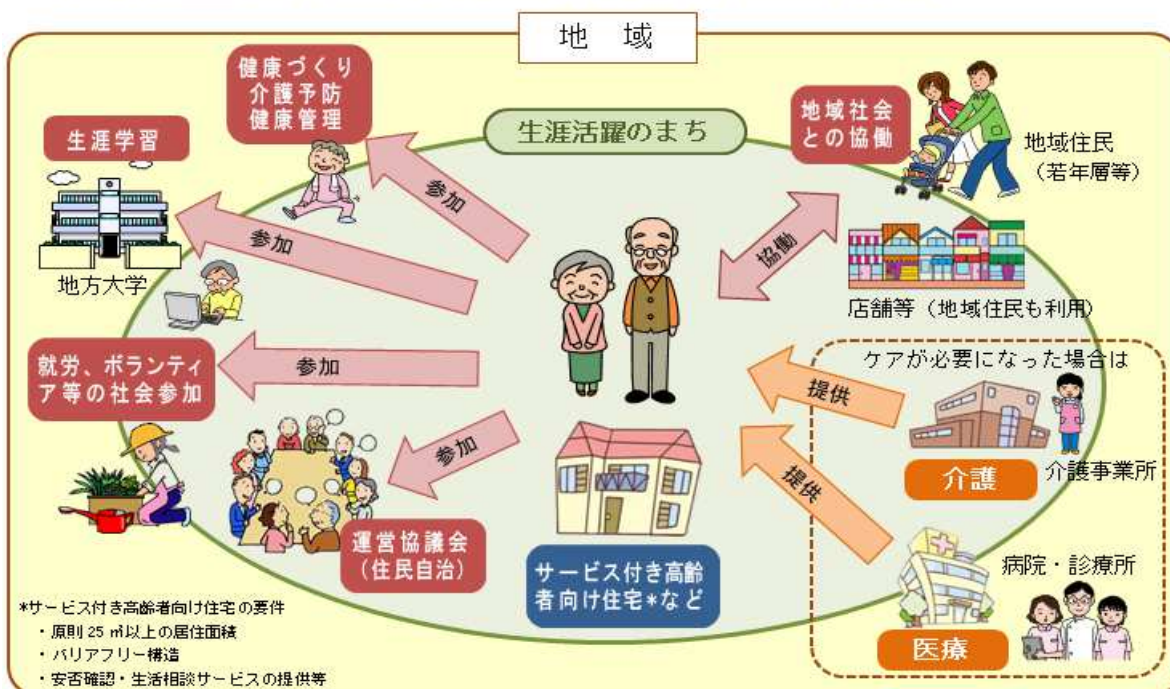 地 域
健康づくり
介護予防
健康管理
生涯活躍のまち
地域社会
との協働
地域住民
（若年層等）
生涯学習
地方大学
参加
参加
協働
店舗等（地域住民も利用）
就労、ボランティ
ア等の社会参加
参加
参加
運営協議会
（住民自治）
サービス付き高齢
者向け住宅*など
ケアが必要になった場合は
提供
介護
介護事業所
提供
病院・診療所
医療
*サービス付き高齢者向け住宅の要件
・原則25㎡以上の居住面積
・バリアフリー構造
・安否確認・生活相談サービスの提供等